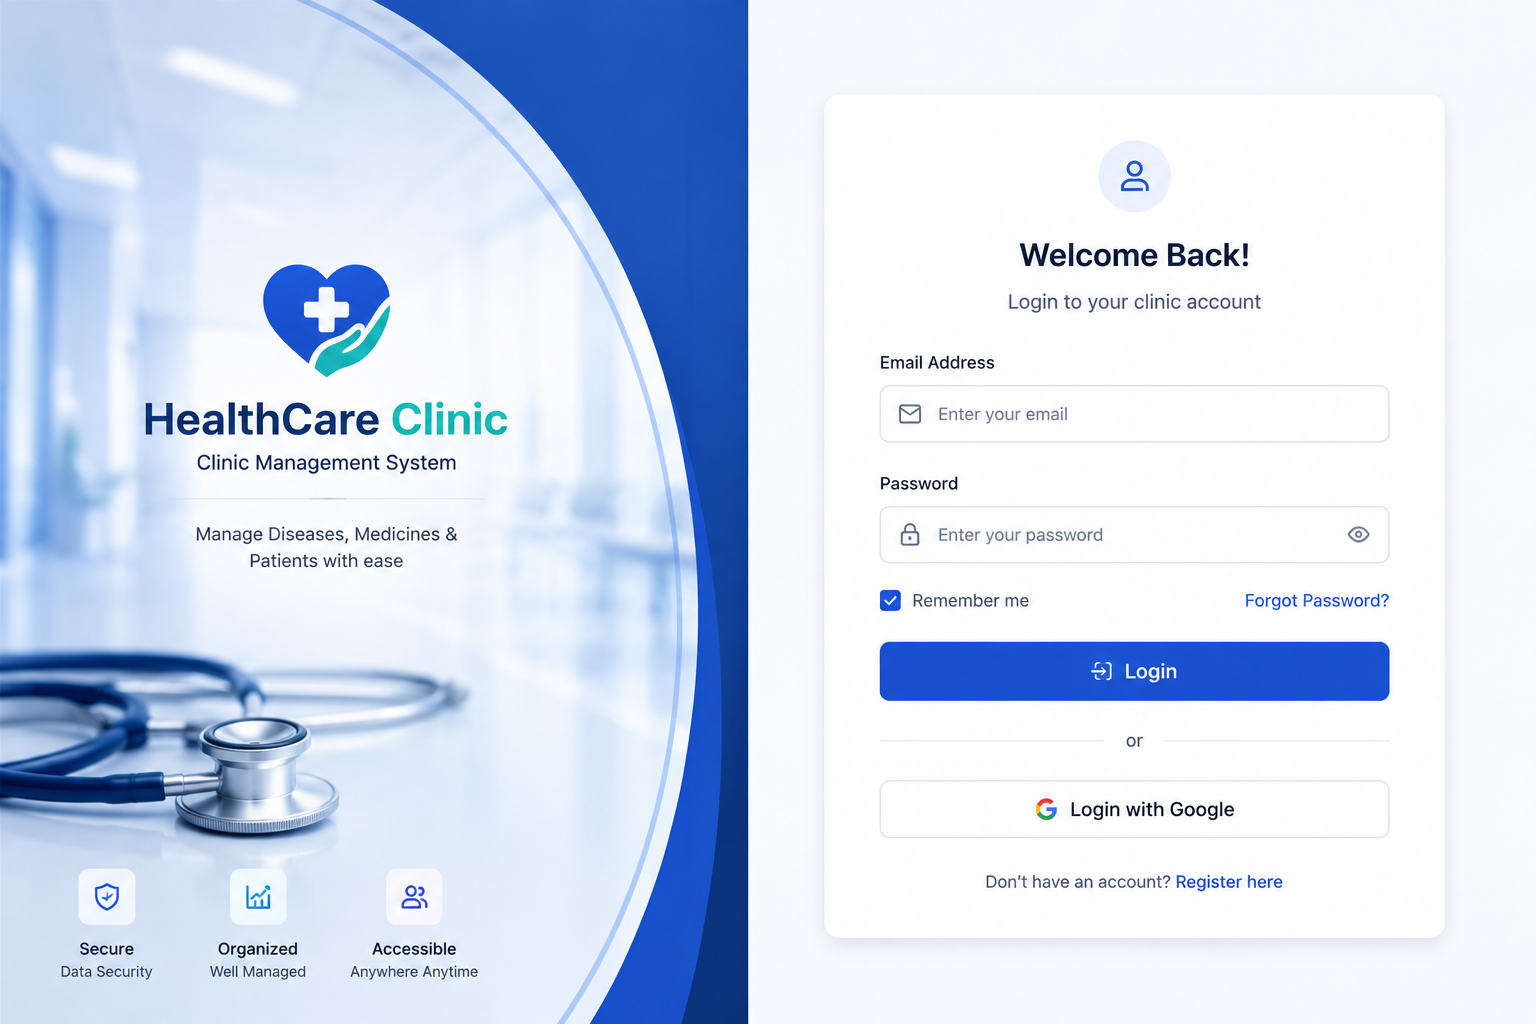 HealthCare Clinic
Clinic Management System
Manage Diseases, Medicines &
Patients with ease
Secure
Data Security
Organized
Well Managed
Accessible
Anywhere Anytime
Welcome Back!
Login to your clinic account
Email Address
Enter your email
Password
Enter your password
Remember me
Forgot Password?
Login
or
Login with Google
Don't have an account? Register here